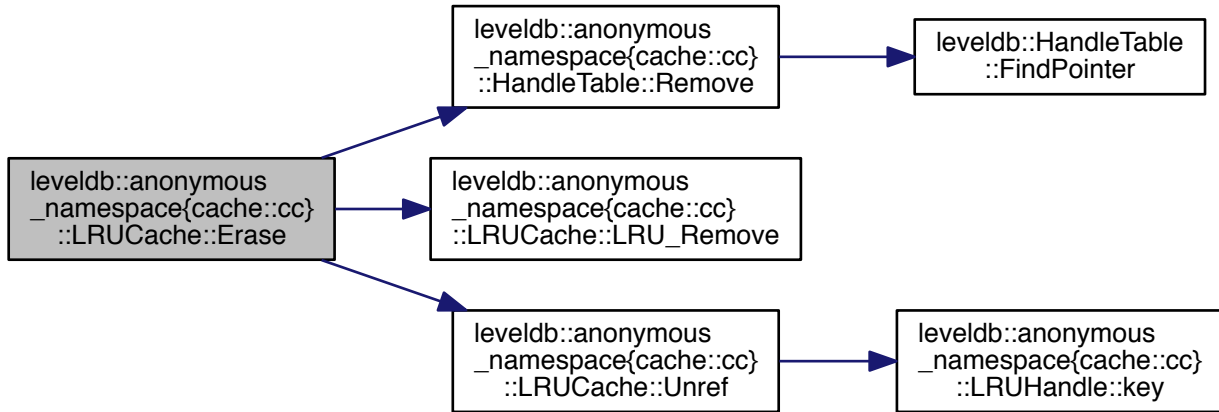 leveldb::anonymous
_namespace{cache::cc}
::HandleTable::Remove
leveldb::HandleTable
::FindPointer
leveldb::anonymous
_namespace{cache::cc}
::LRUCache::Erase
leveldb::anonymous
_namespace{cache::cc}
::LRUCache::LRU_Remove
leveldb::anonymous
_namespace{cache::cc}
::LRUCache::Unref
leveldb::anonymous
_namespace{cache::cc}
::LRUHandle::key